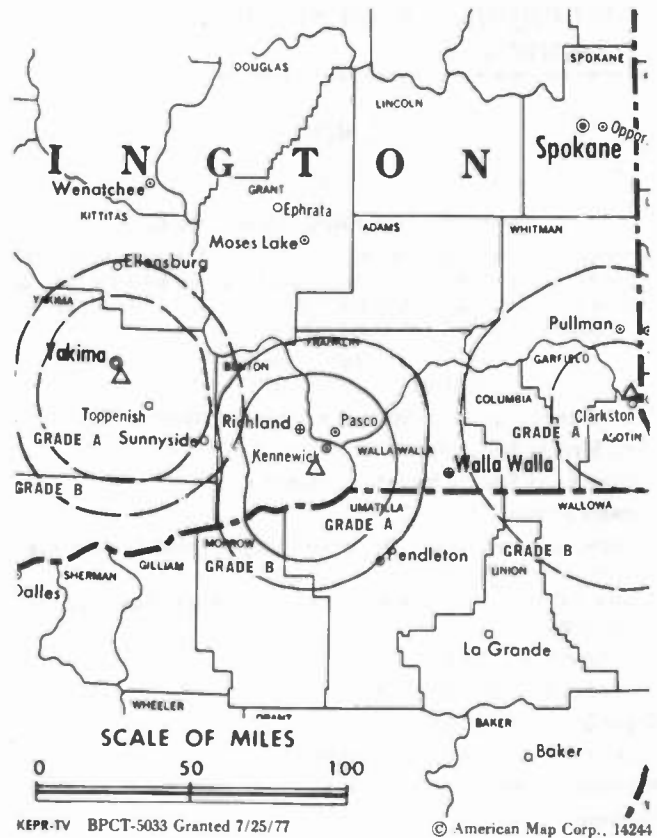 SPOKANE
DOUGLAS
LINCOLN
Spokane
Oppor.
I N G T O N
Wenatchee
GRANT
KITTITAS
Ephrata
ADAMS
WHITMAN
Moses Lake
Ellensburg
YAKIMA
Pullman
FRANKLIN
Yakima
BENTON
GARFIELD
COLUMBIA
Toppenish
Clarkston
Richland
Pasco
GRADE A
ASOTIN
GRADE A
Sunnyside
Kennewick
WALLA WALLA
Walla Walla
GRADE B
UMATILLA
WALLOWA
GRADE A
MORROW
GRADE B
Pendleton
GRADE B
GILLIAM
UNION
SHERMAN
Dalles
La Grande
WHEELER
GRANT
BAKER
SCALE OF MILES
Baker
0 50 100
KEPR-TV BPCT-5033 Granted 7/25/77
© American Map Corp., 14244